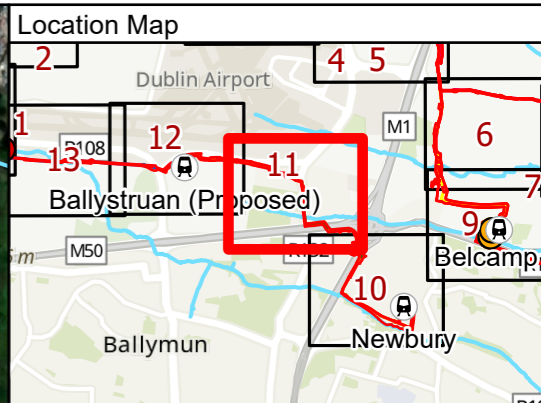 Location Map
2
4 5
Dublin Airport
M1
1
R108
12
6
13
11
7
Ballystruan (Proposed)
9
M50
R132
Belcamp
10
Ballymun
Newbury